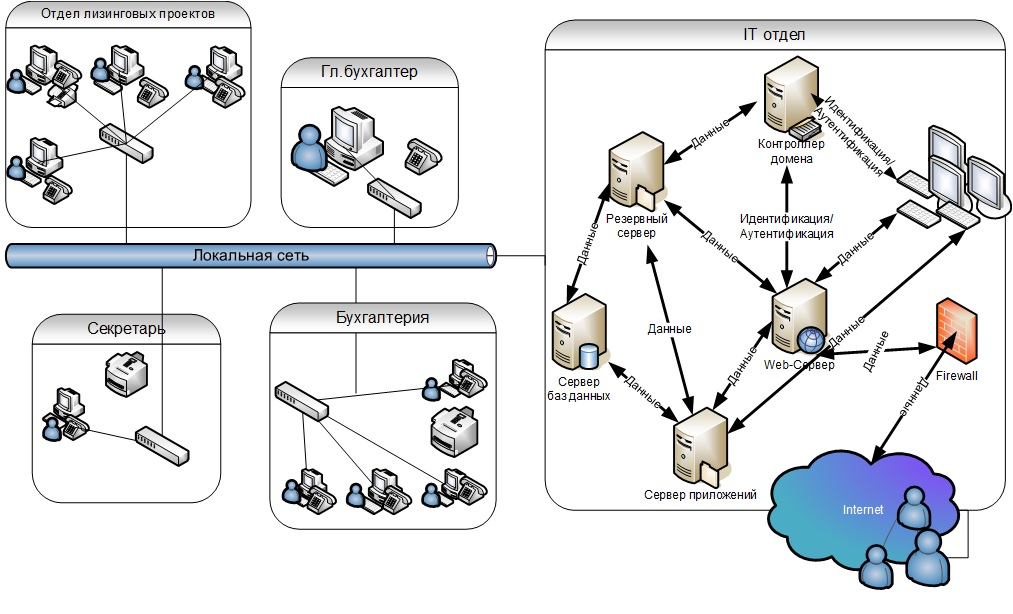 Отдел лизинговых проектов
Гл.бухгалтер
IT отдел
Идентификация/
Аутентификация
Данные
Контроллер
домена
Резервный
сервер
Идентификация/
Аутентификация
Данные
Данные
Данные
Локальная сеть
Данные
Данные
Данные
Web-Сервер
Данные
Firewall
Секретарь
Бухгалтерия
Сервер
баз данных
Данные
Данные
Данные
Сервер приложений
Internet